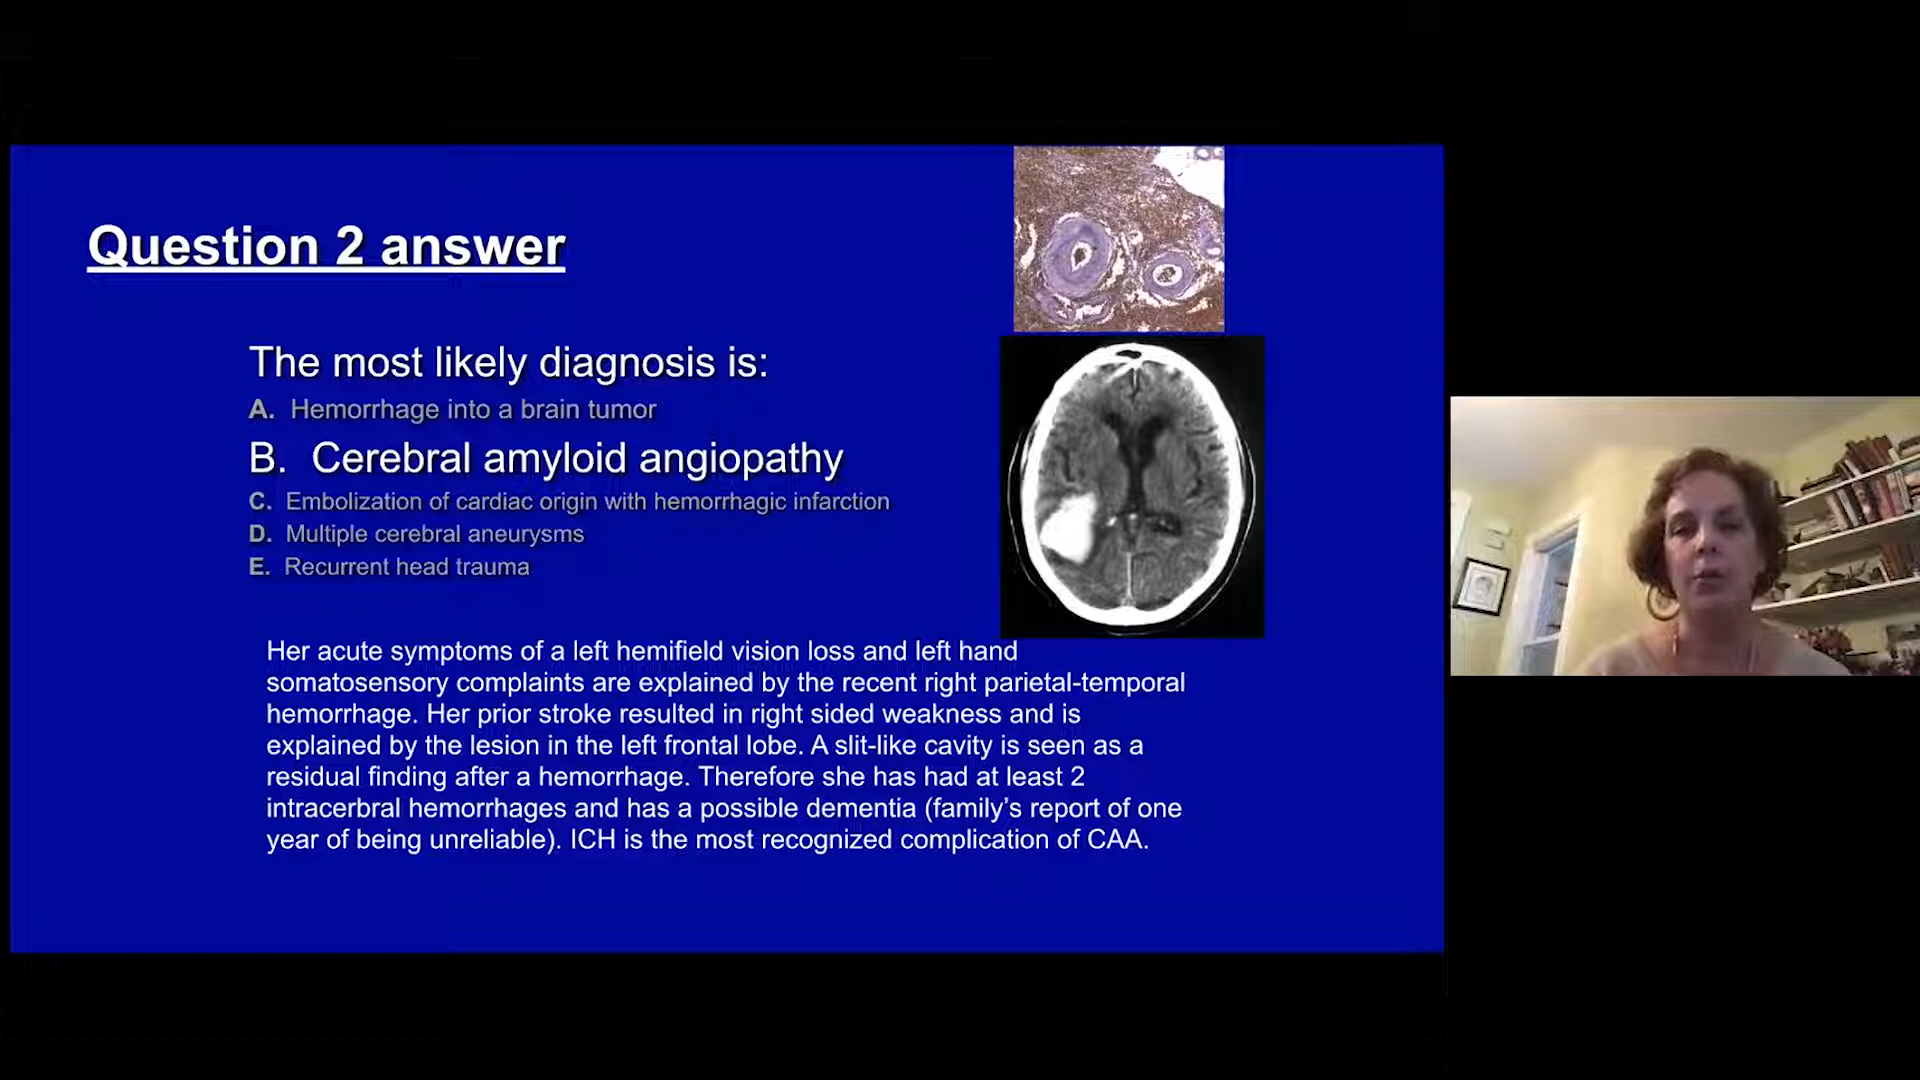 Question 2 answer
The most likely diagnosis is:
A. Hemorrhage into a brain tumor
B. Cerebral amyloid angiopathy
C. Embolization of cardiac origin with hemorrhagic infarction
D. Multiple cerebral aneurysms
E. Recurrent head trauma
Her acute symptoms of a left hemifield vision loss and left hand
somatosensory complaints are explained by the recent right parietal-temporal
hemorrhage. Her prior stroke resulted in right sided weakness and is
explained by the lesion in the left frontal lobe. A slit-like cavity is seen as a
residual finding after a hemorrhage. Therefore she has had at least 2
intracerbral hemorrhages and has a possible dementia (family’s report of one
year of being unreliable). ICH is the most recognized complication of CAA.